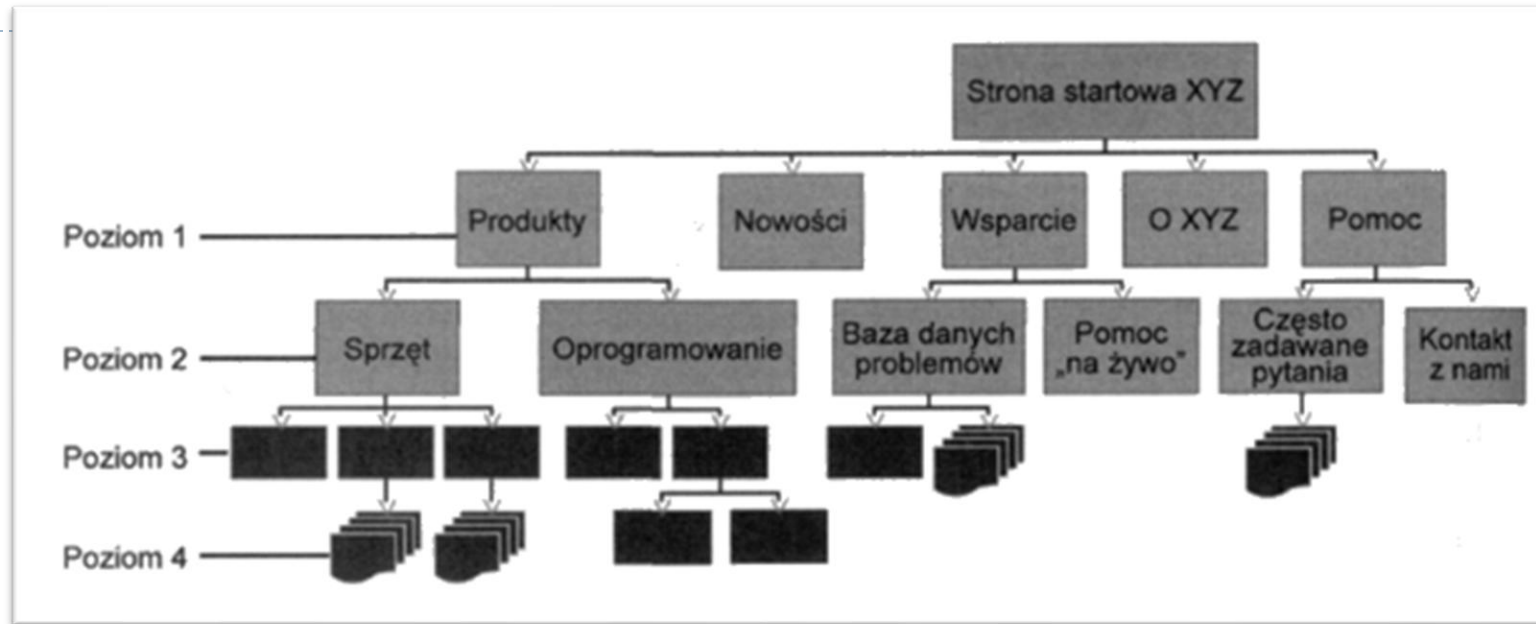 Strona startowa XYZ
Produkty
Nowości
Wsparcie
O XYZ
Pomoc
Poziom 1
Sprzęt
Oprogramowanie
Baza danych
problemów
Pomoc
„na żywo”
Często
zadawane
pytania
Kontakt
z nami
Poziom 2
Poziom 3
Poziom 4